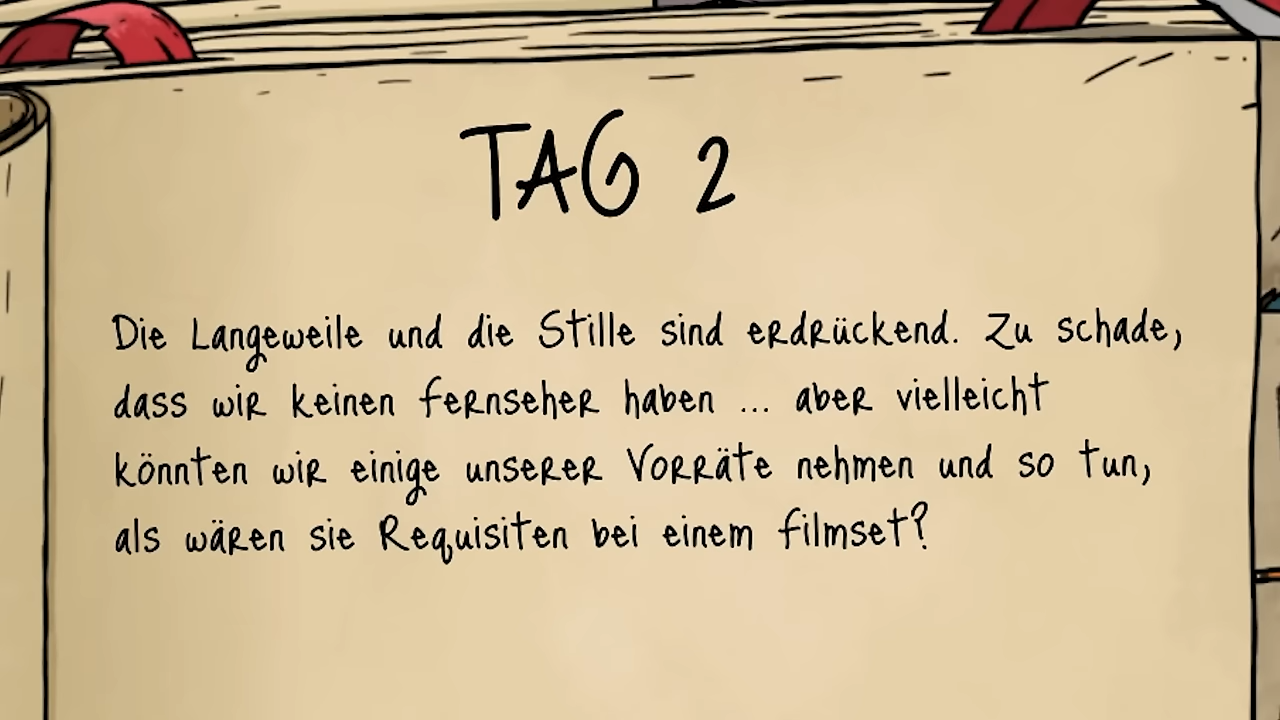 TAG 2
Die Langeweile und die Stille sind erdrückend. Zu schade,
dass wir keinen Fernseher haben ... aber vielleicht
könnten wir einige unserer Vorräte nehmen und so tun,
als wären sie Requisiten bei einem Filmset?